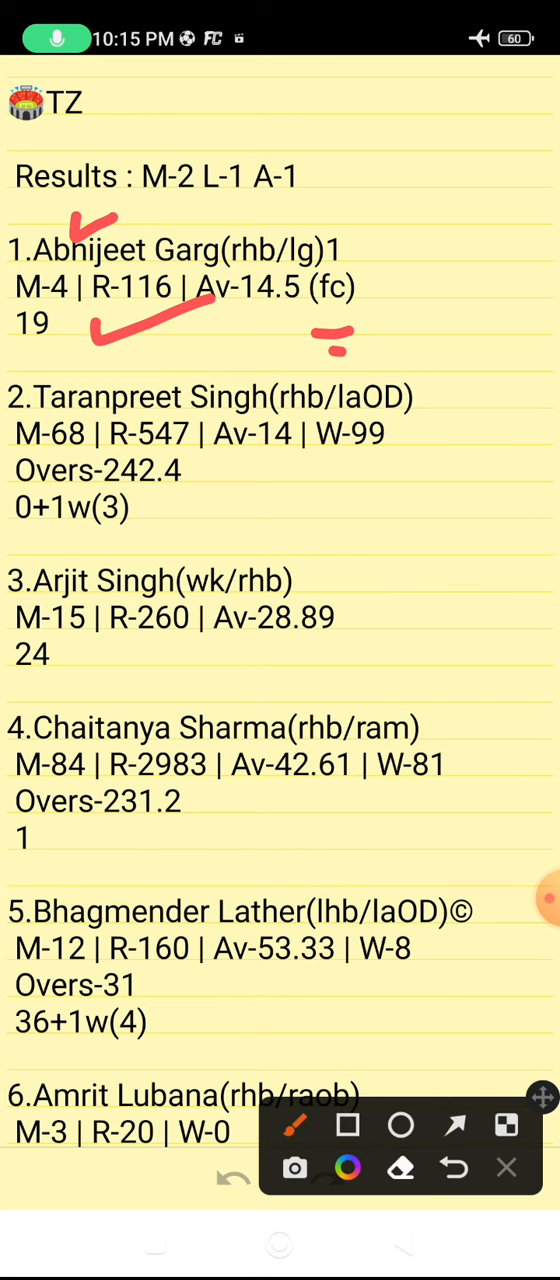 10:15 PM FC 60
TZ
Results : M-2 L-1 A-1
1.Abhijeet Garg(rhb/lg)1
M-4 | R-116 | Av-14.5 (fc)
19
2.Taranpreet Singh(rhb/laOD)
M-68 | R-547 | Av-14 | W-99
Overs-242.4
0+1w(3)
3.Arjit Singh(wk/rhb)
M-15 | R-260 | Av-28.89
24
4.Chaitanya Sharma(rhb/ram)
M-84 | R-2983 | Av-42.61 | W-81
Overs-231.2
1
5.Bhagmender Lather(lhb/laOD)©
M-12 | R-160 | Av-53.33 | W-8
Overs-31
36+1w(4)
6.Amrit Lubana(rhb/raob)
M-3 | R-20 | W-0